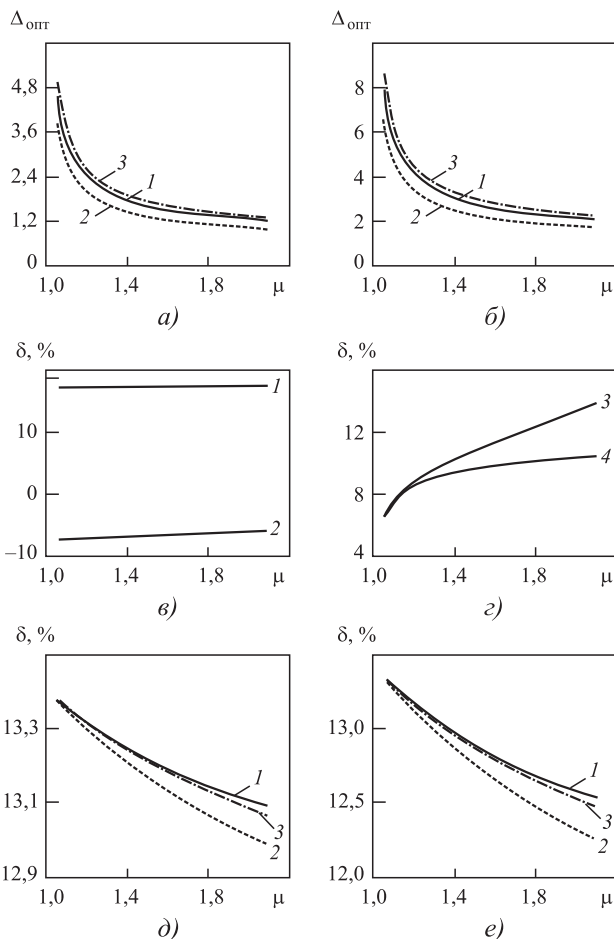 Δопт Δопт
4,8 8
3,6 6
3 3
2,4 1 4 1
1,2 2 2 2
0 0
1,0 1,4 1,8 μ 1,0 1,4 1,8 μ
а) б)
δ, % δ, %
1 3
10 12
4
0 8
2
–10 4
1,0 1,4 1,8 μ 1,0 1,4 1,8 μ
в) г)
δ, % δ, %
13,3 13,0
1 1
13,1 12,5
3 3
2 2
12,9 12,0
1,0 1,4 1,8 μ 1,0 1,4 1,8 μ
д) е)